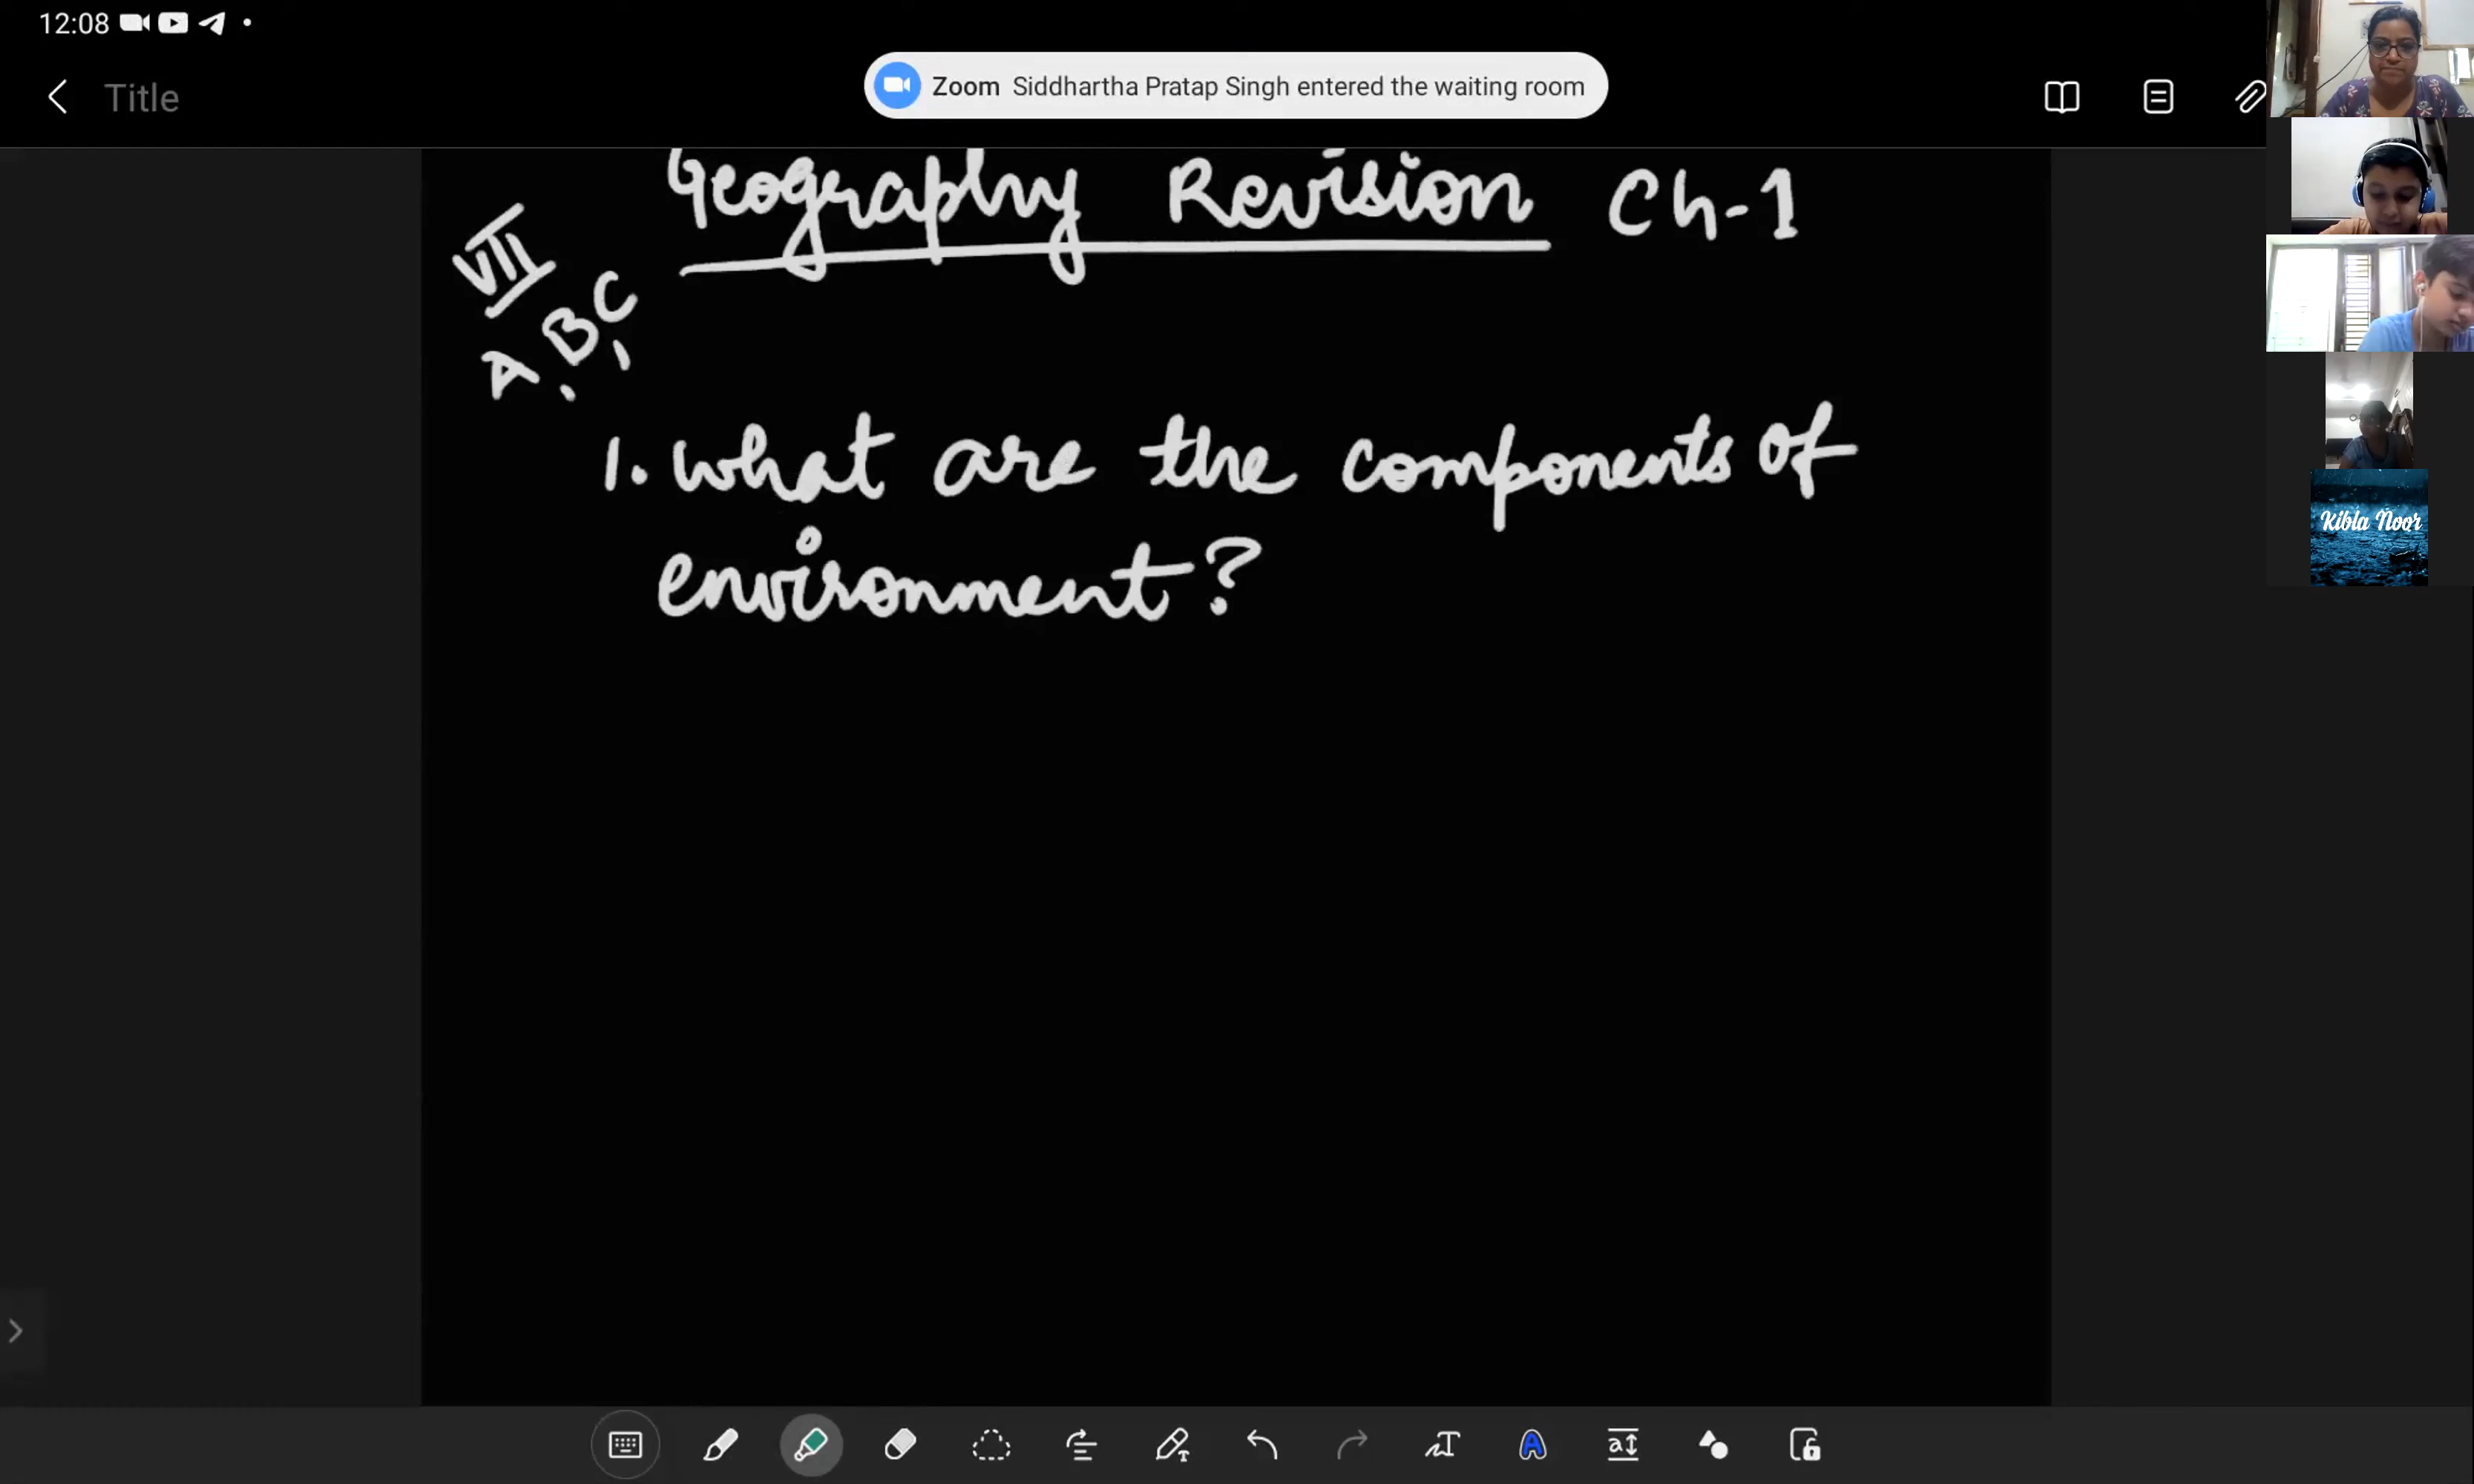 12:08
Title
Zoom Siddhartha Pratap Singh entered the waiting room
Geography Revision Ch-1
VII
A, B, C
1. What are the components of
environment?
Kibla Noor